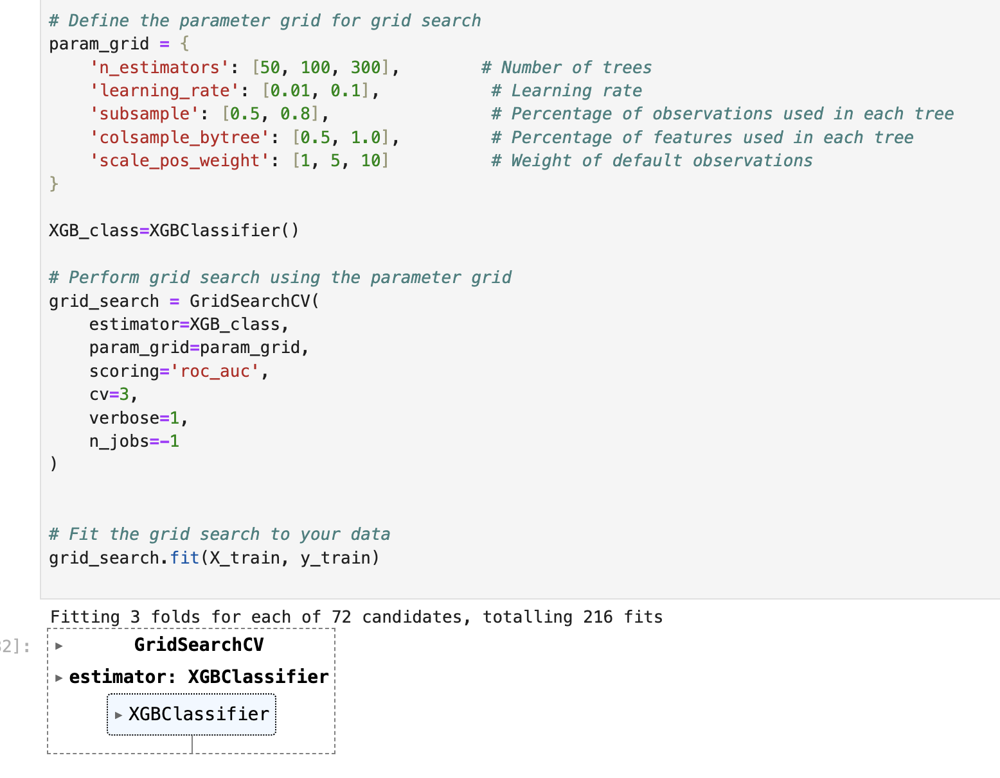 # Define the parameter grid for grid search
param_grid = {
    'n_estimators': [50, 100, 300],        # Number of trees
    'learning_rate': [0.01, 0.1],           # Learning rate
    'subsample': [0.5, 0.8],                # Percentage of observations used in each tree
    'colsample_bytree': [0.5, 1.0],         # Percentage of features used in each tree
    'scale_pos_weight': [1, 5, 10]          # Weight of default observations
}
XGB_class=XGBClassifier()
# Perform grid search using the parameter grid
grid_search = GridSearchCV(
    estimator=XGB_class,
    param_grid=param_grid,
    scoring='roc_auc',
    cv=3,
    verbose=1,
    n_jobs=-1
)
# Fit the grid search to your data
grid_search.fit(X_train, y_train)
Fitting 3 folds for each of 72 candidates, totalling 216 fits
2]:
GridSearchCV
estimator: XGBClassifier
XGBClassifier